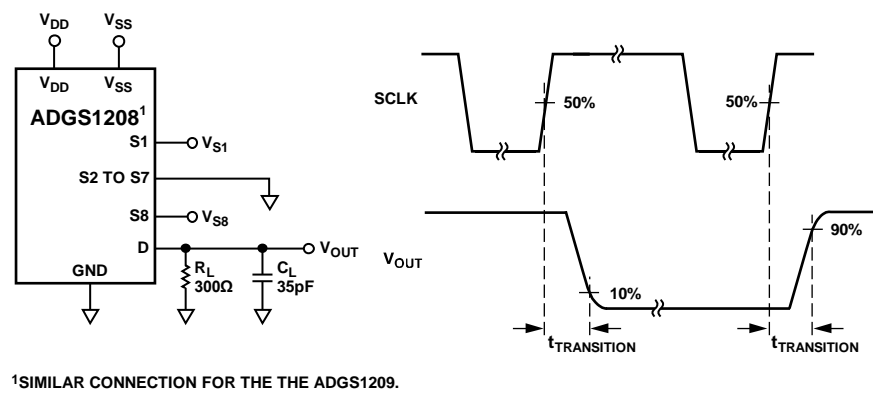 VDD VSS
VDD VSS
ADGS1208¹
S1 VS1
S2 TO S7
S8 VS8
D VOUT
GND
RL
300Ω
CL
35pF
SCLK
50% 50%
VOUT
90%
10%
tTRANSITION tTRANSITION
¹SIMILAR CONNECTION FOR THE THE ADGS1209.